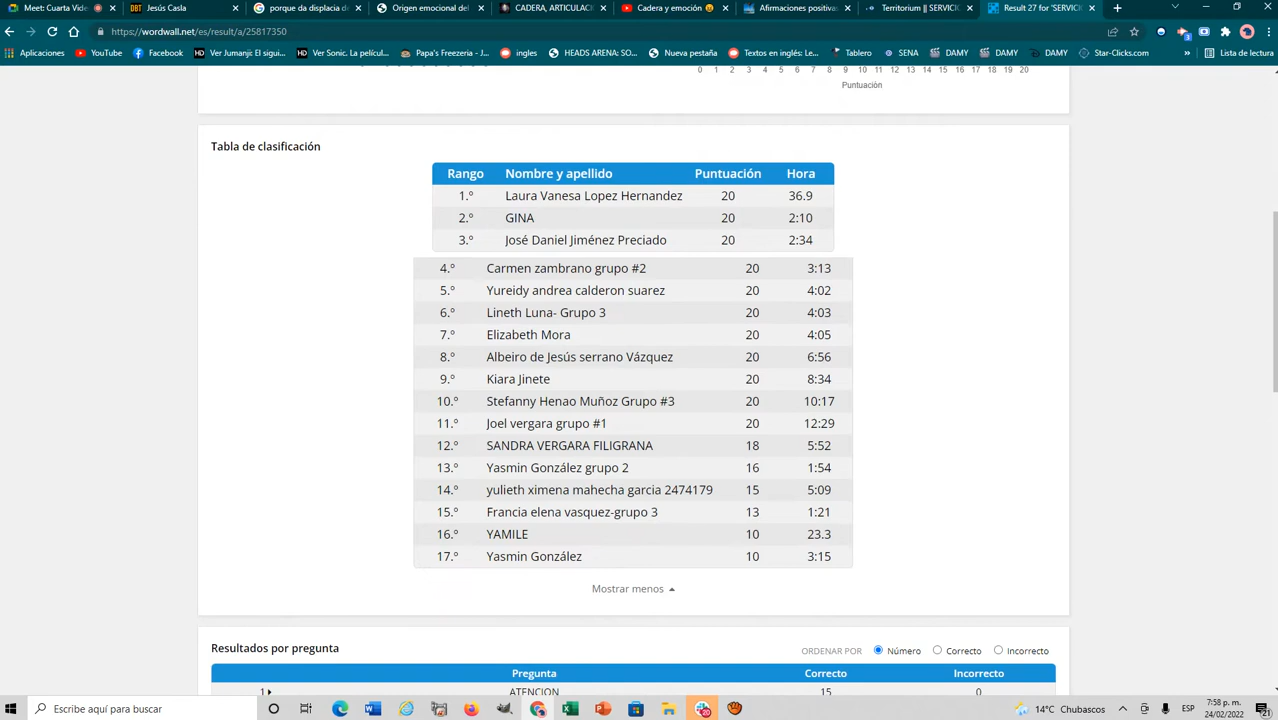 Meet: Cuarta Vide
Jesús Casla
porque da displacia d
Origen emocional del
CADERA, ARTICULAC
Cadera y emoción
Afirmaciones positivas
Territorium || SERVICIO
Result 27 for 'SERVICIO
https://wordwall.net/es/result/a/25817350
Aplicaciones YouTube Facebook Ver Jumanji: El sigui... Ver Sonic. La películ... Papa's Freezeria - J... ingles HEADS ARENA: SO... Nueva pestaña Textos en inglés: Le... Tablero SENA DAMY DAMY DAMY Star-Clicks.com » Lista de lectura
0 1 2 3 4 5 6 7 8 9 10 11 12 13 14 15 16 17 18 19 20
Puntuación
Tabla de clasificación
Rango Nombre y apellido Puntuación Hora
1.º Laura Vanesa Lopez Hernandez 20 36.9
2.º GINA 20 2:10
3.º José Daniel Jiménez Preciado 20 2:34
4.º Carmen zambrano grupo #2 20 3:13
5.º Yureidy andrea calderon suarez 20 4:02
6.º Lineth Luna- Grupo 3 20 4:03
7.º Elizabeth Mora 20 4:05
8.º Albeiro de Jesús serrano Vázquez 20 6:56
9.º Kiara Jinete 20 8:34
10.º Stefanny Henao Muñoz Grupo #3 20 10:17
11.º Joel vergara grupo #1 20 12:29
12.º SANDRA VERGARA FILIGRANA 18 5:52
13.º Yasmin González grupo 2 16 1:54
14.º yulieth ximena mahecha garcia 2474179 15 5:09
15.º Francia elena vasquez-grupo 3 13 1:21
16.º YAMILE 10 23.3
17.º Yasmin González 10 3:15
Mostrar menos
Resultados por pregunta ORDENAR POR Número Correcto Incorrecto
Pregunta Correcto Incorrecto
1 ATENCION 15 0
Escribe aquí para buscar 14°C Chubascos ESP 7:58 p. m.
24/02/2022